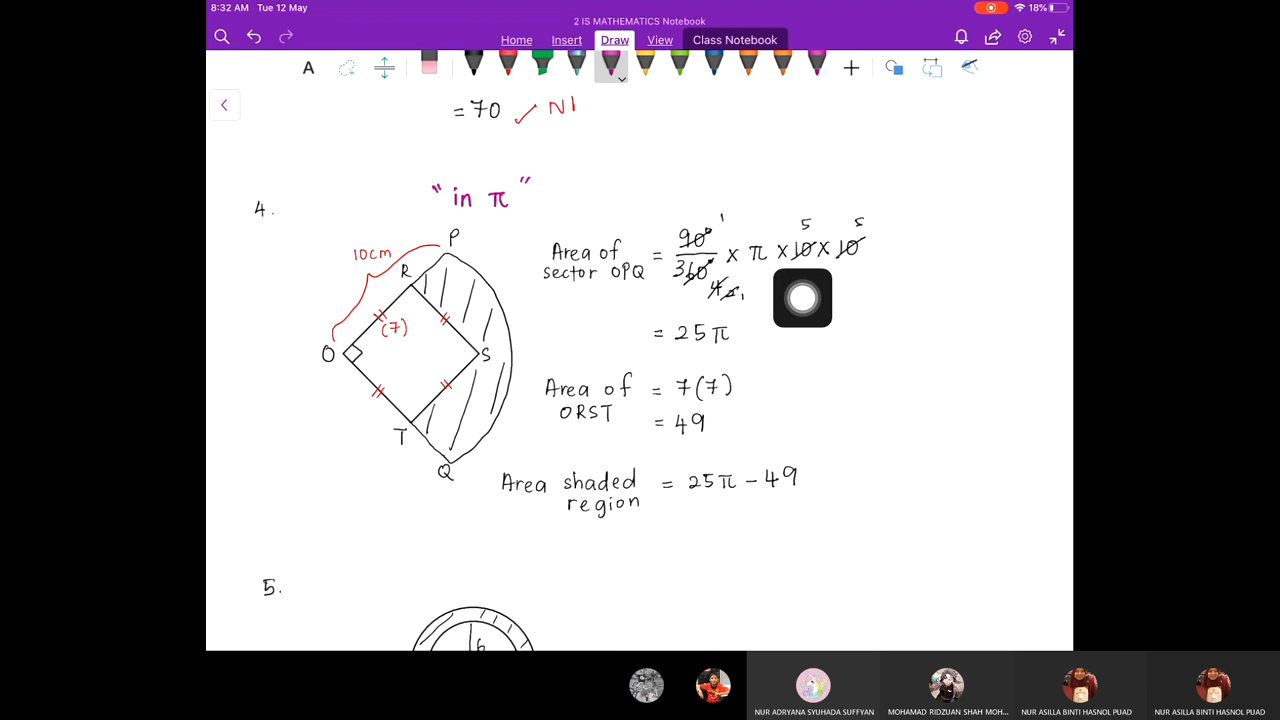 8:32 AM Tue 12 May
18%
2 IS MATHEMATICS Notebook
Home Insert Draw View Class Notebook
A
= 70 ✓ N1
"in π"
4.
10cm
P
R
(7)
O
S
T
Q
Area of sector OPQ = 90°/360° × π × 10 × 10
1
5
5
4 2 1
= 25π
Area of ORST = 7(7)
= 49
Area shaded region = 25π - 49
5.
6
NUR ADRYANA SYUHADA SUFFYAN
MOHAMAD RIDZUAN SHAH MOH...
NUR ASILLA BINTI HASNOL PUAD
NUR ASILLA BINTI HASNOL PUAD